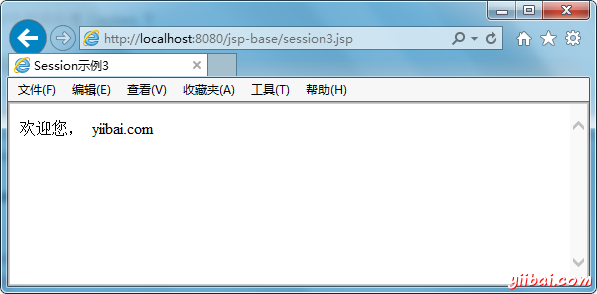 http://localhost:8080/jsp-base/session3.jsp
Session示例3
文件(F) 编辑(E) 查看(V) 收藏夹(A) 工具(T) 帮助(H)
欢迎您， yiibai.com
yiibai.com